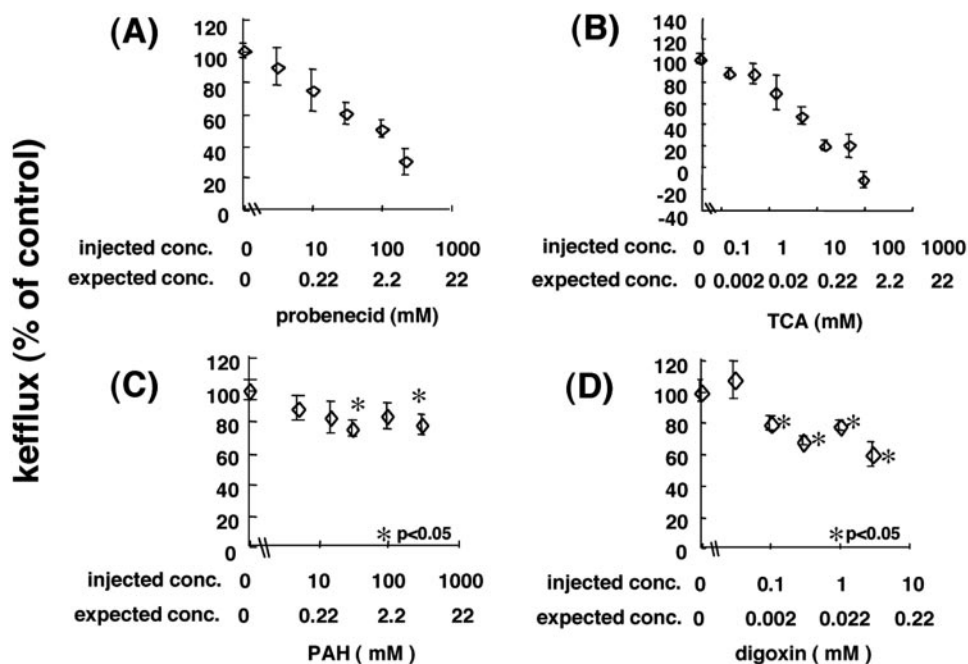 kefflux (% of control)
(A)
120
100
80
60
40
20
0
injected conc. 0 10 100 1000
expected conc. 0 0.22 2.2 22
probenecid (mM)
(B)
140
120
100
80
60
40
20
0
-20
-40
injected conc. 0 0.1 1 10 100 1000
expected conc. 0 0.002 0.02 0.22 2.2 22
TCA (mM)
(C)
120
100
80
60
40
20
0
* *
* p<0.05
injected conc. 0 10 100 1000
expected conc. 0 0.22 2.2 22
PAH ( mM )
(D)
120
100
80
60
40
20
0
* * * *
* p<0.05
injected conc. 0 0.1 1 10
expected conc. 0 0.002 0.022 0.22
digoxin ( mM )